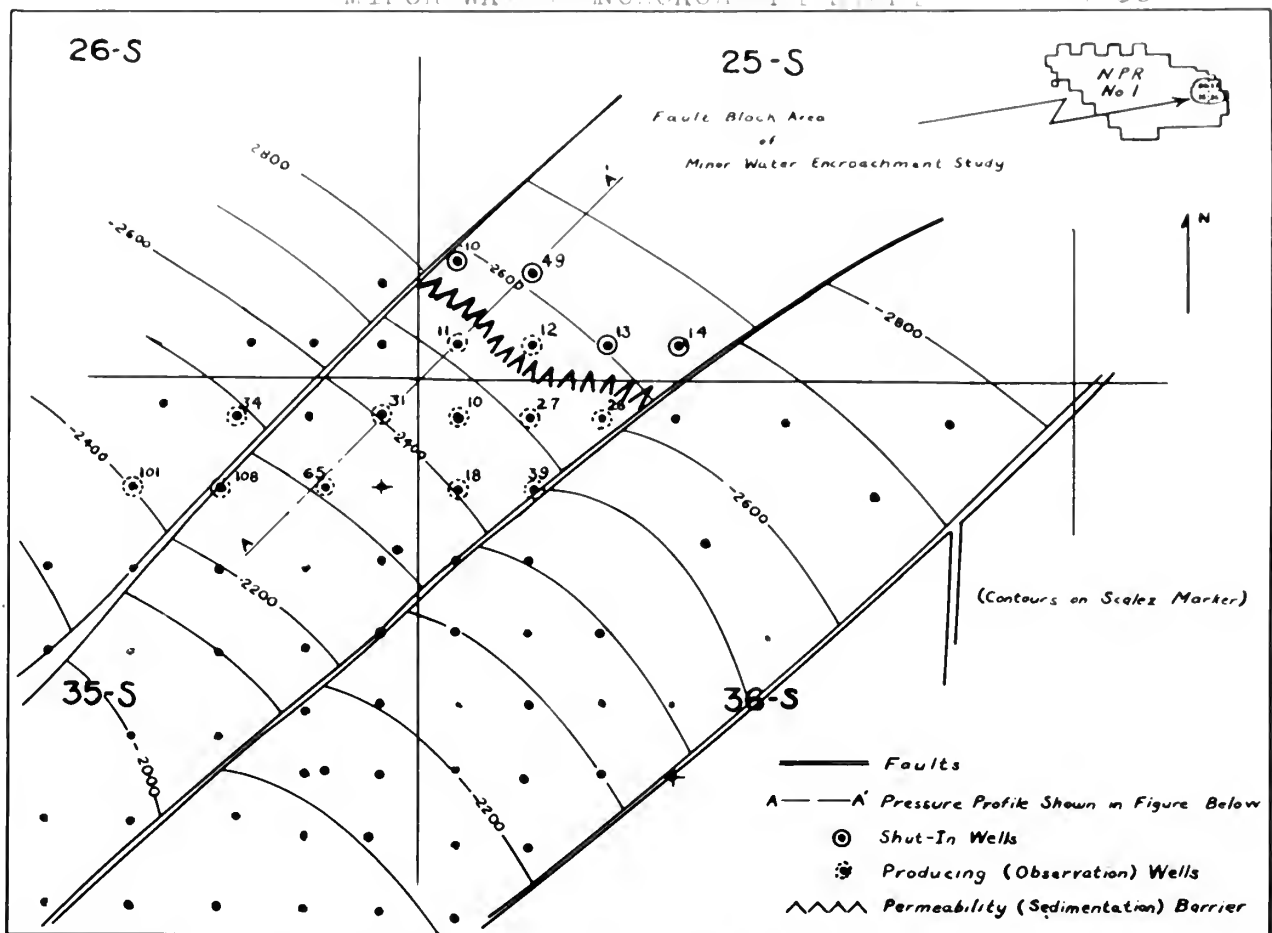 26-S
25-S
NPR
No 1
Fault Block Area
of
Minor Water Encroachment Study
N
2800
-2600
10
49
-2600
11
12
13
14
-2800
34
31
10
27
28
-2400
-2400
101
108
65
18
39
-2600
A'
A
-2200
(Contours on Scalez Marker)
35-S
36-S
-2000
-2200
Faults
A — — A' Pressure Profile Shown in Figure Below
Shut-In Wells
Producing (Observation) Wells
Permeability (Sedimentation) Barrier